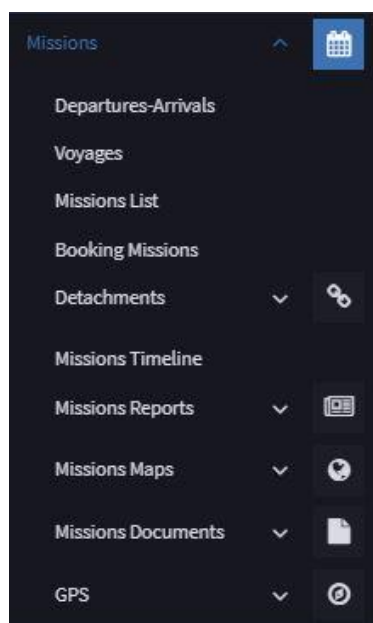 Missions
Departures-Arrivals
Voyages
Missions List
Booking Missions
Detachments
Missions Timeline
Missions Reports
Missions Maps
Missions Documents
GPS